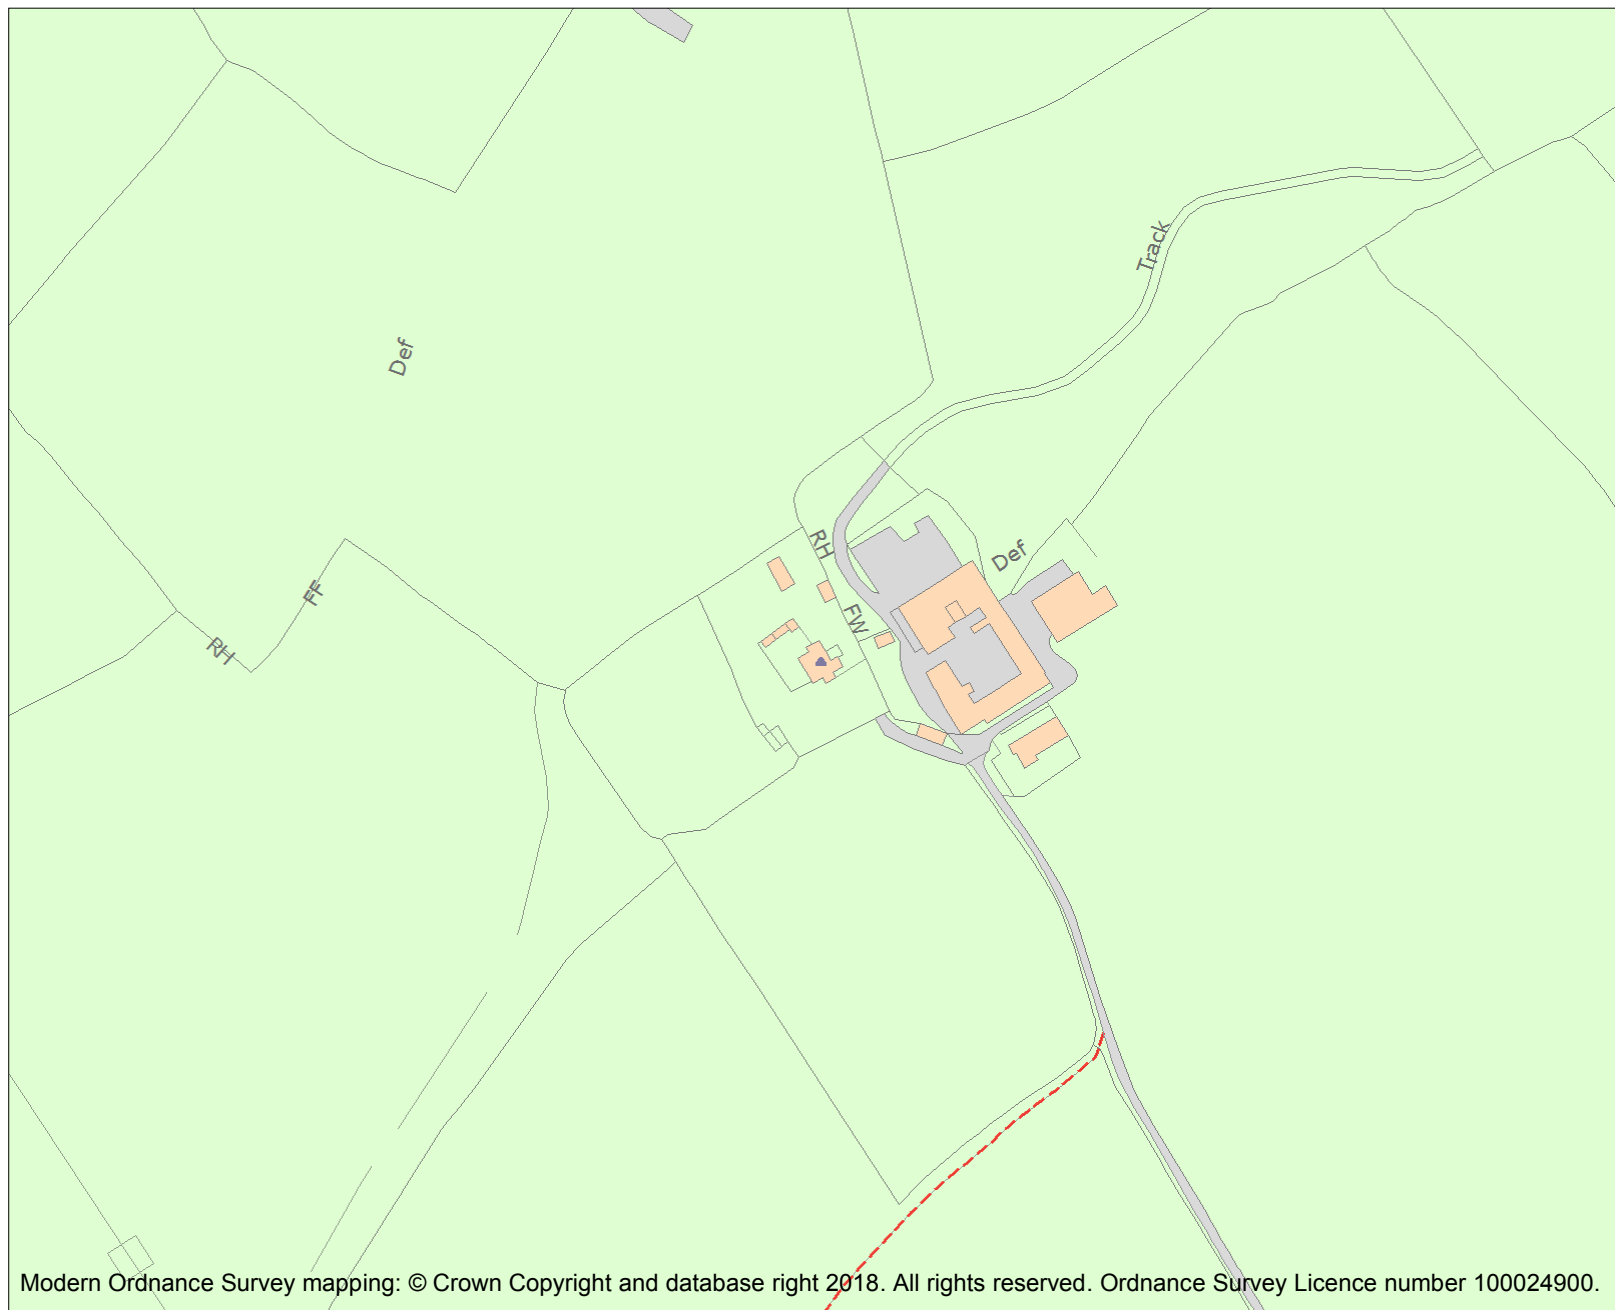 Track
Def
RH
Def
FF
FW
RH
Modern Ordnance Survey mapping: © Crown Copyright and database right 2018. All rights reserved. Ordnance Survey Licence number 100024900.